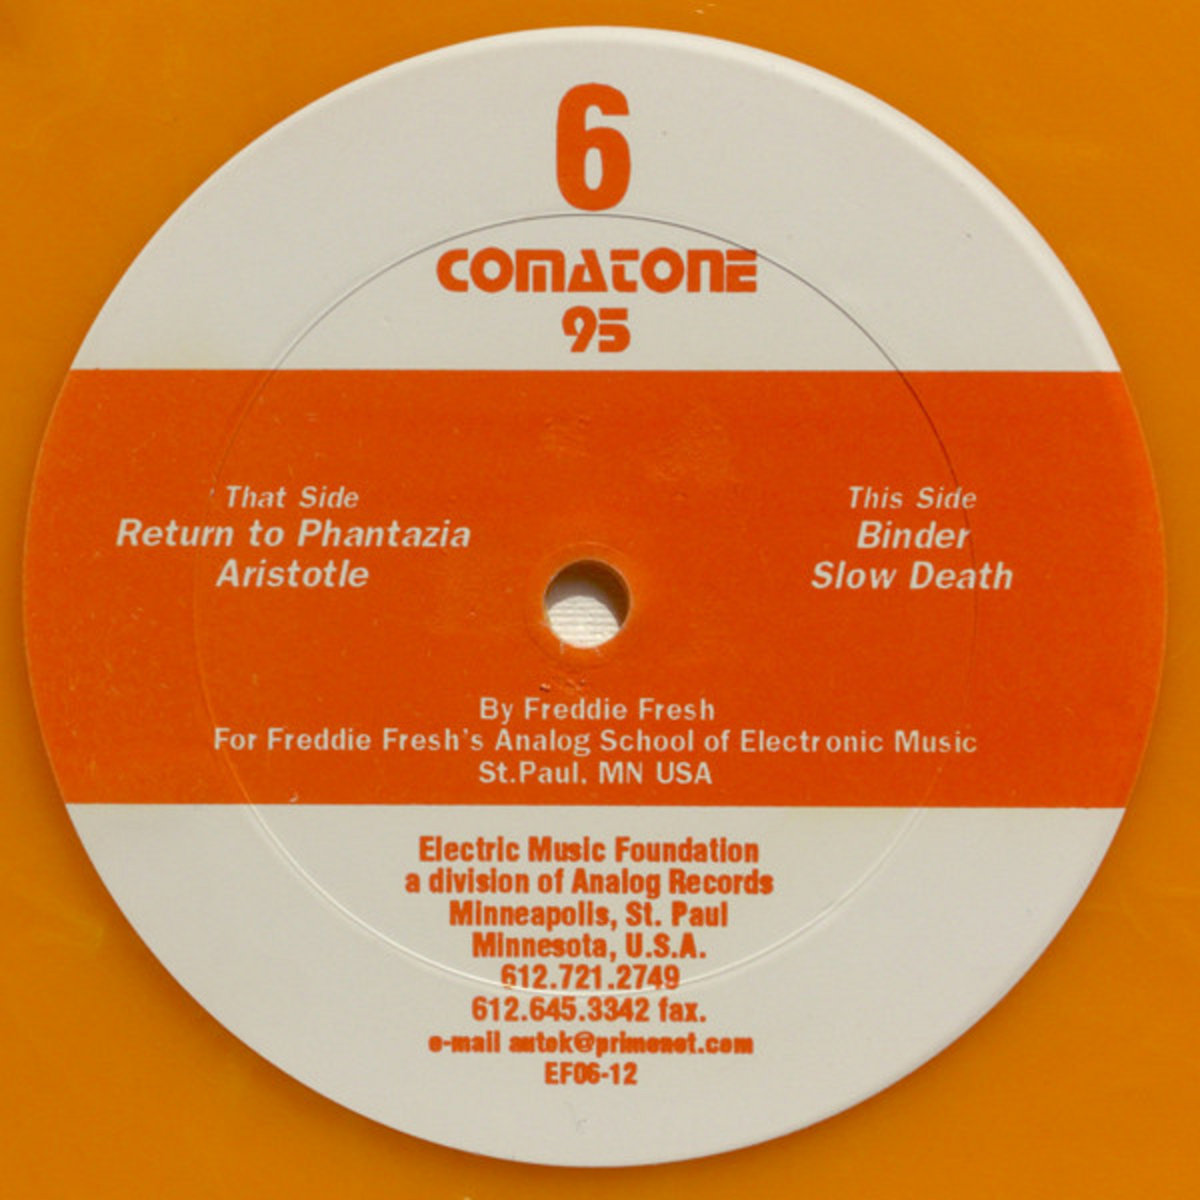 6
COMATONE
95
That Side
Return to Phantazia
Aristotle
This Side
Binder
Slow Death
By Freddie Fresh
For Freddie Fresh's Analog School of Electronic Music
St.Paul, MN USA
Electric Music Foundation
a division of Analog Records
Minneapolis, St. Paul
Minnesota, U.S.A.
612.721.2749
612.645.3342 fax.
e-mail autek@primenet.com
EF06-12